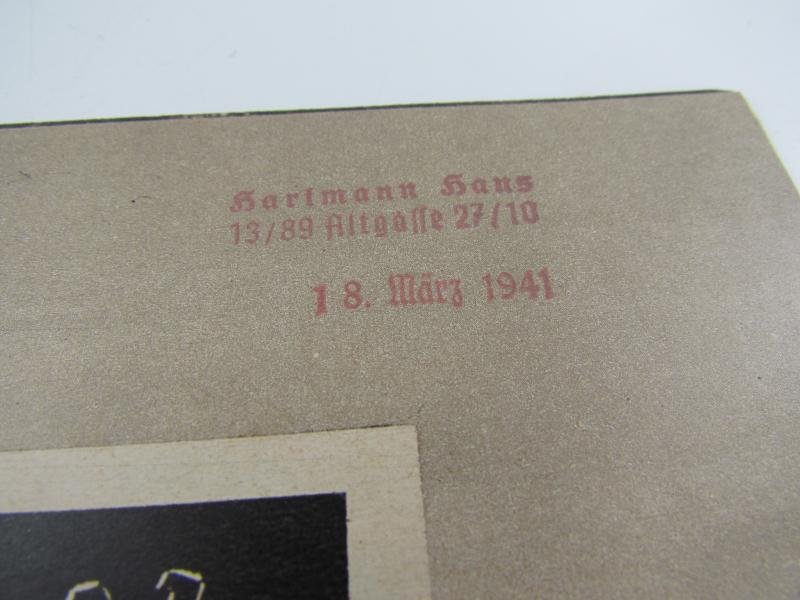 Hartmann Hans
13/89 Altgasse 27/10
18. März 1941